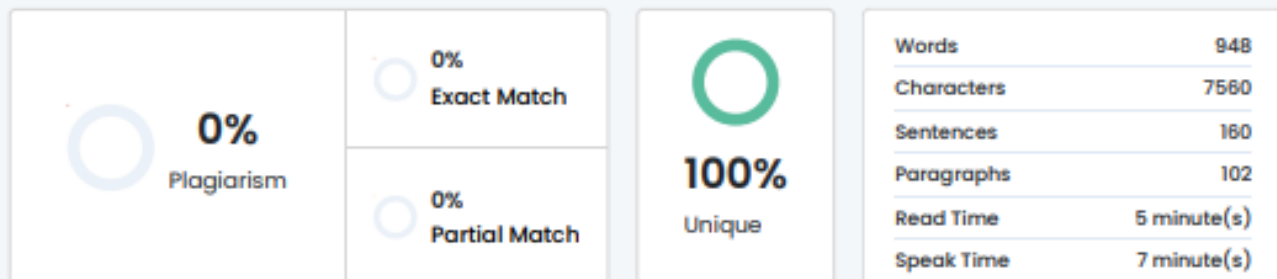 0%
Plagiarism
0%
Exact Match
0%
Partial Match
100%
Unique
Words 948
Characters 7560
Sentences 160
Paragraphs 102
Read Time 5 minute(s)
Speak Time 7 minute(s)